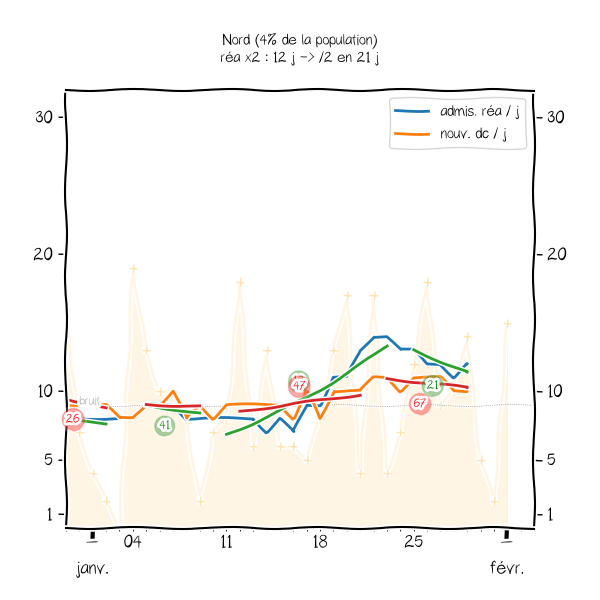 Nord (4% de la population)
réa x2 : 12 j -> /2 en 21 j
admis. réa / j
nouv. dc / j
30
30
20
20
10
10
5
5
1
1
bruit
26
41
47
21
67
04
11
18
25
janv.
févr.